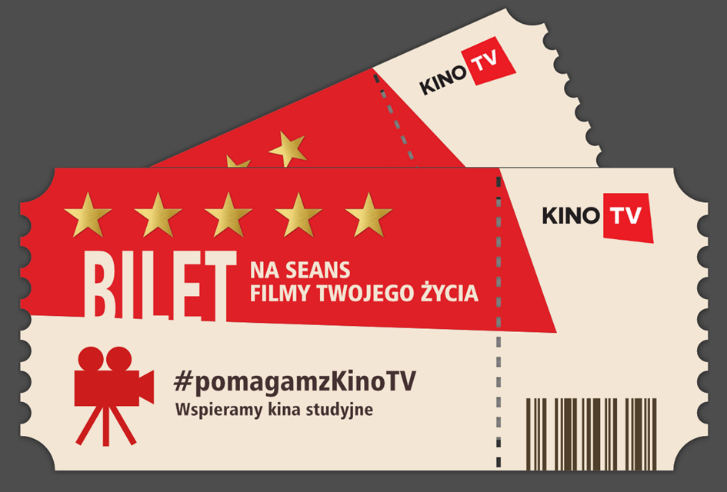 KINO TV
KINO TV
BILET
NA SEANS
FILMY TWOJEGO ŻYCIA
#pomagamzKinoTV
Wspieramy kina studyjne